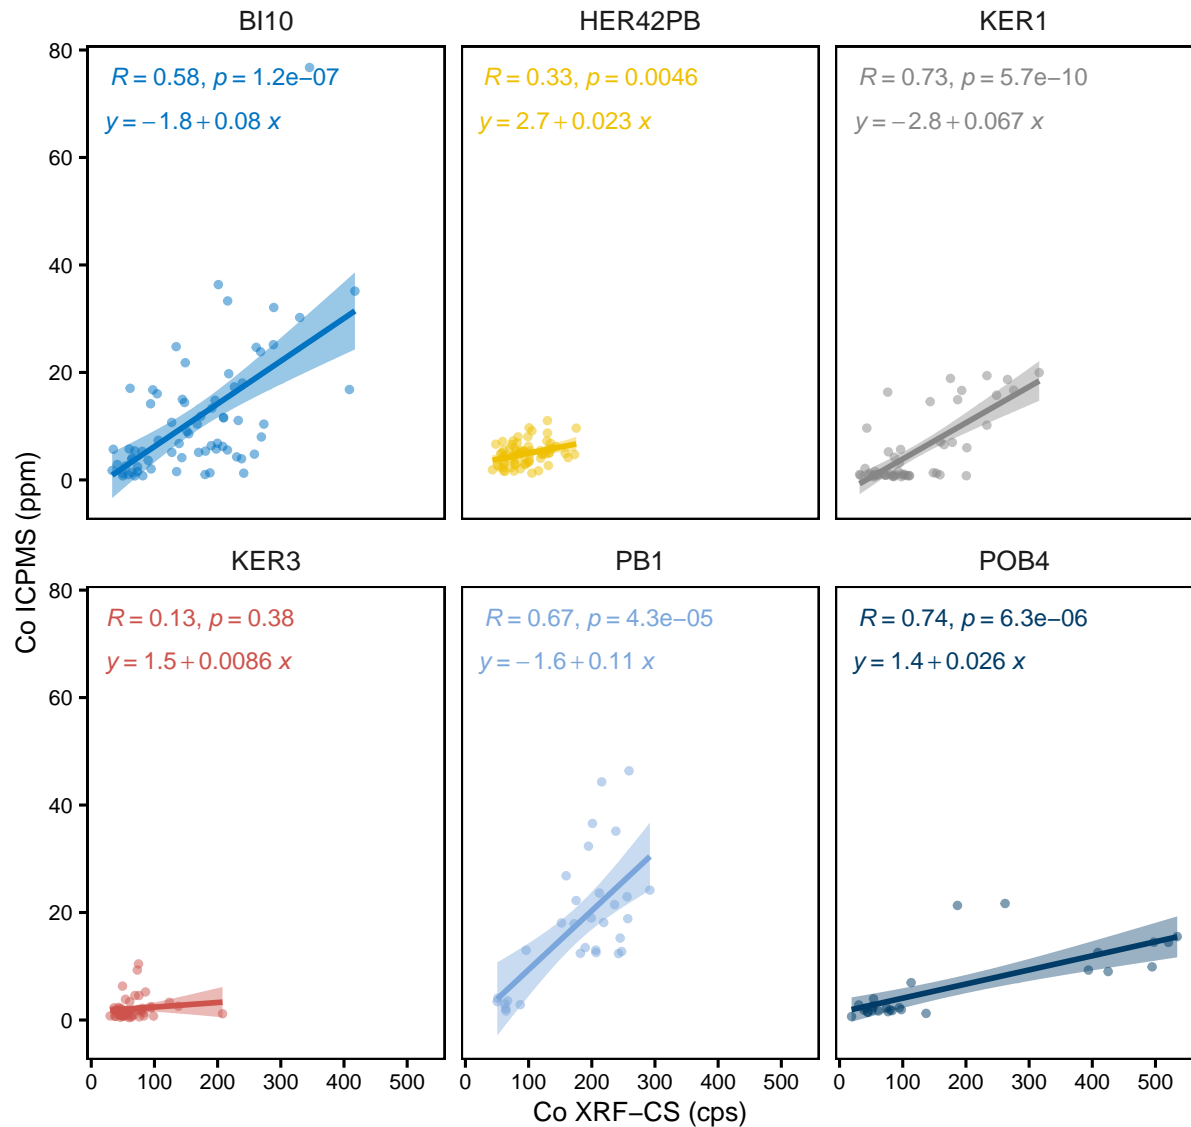 BI10 HER42PB KER1
R = 0.58, p = 1.2e−07 R = 0.33, p = 0.0046 R = 0.73, p = 5.7e−10
y = −1.8 + 0.08 x y = 2.7 + 0.023 x y = −2.8 + 0.067 x
80
60
40
20
0
KER3 PB1 POB4
R = 0.13, p = 0.38 R = 0.67, p = 4.3e−05 R = 0.74, p = 6.3e−06
y = 1.5 + 0.0086 x y = −1.6 + 0.11 x y = 1.4 + 0.026 x
80
60
40
20
0
Co ICPMS (ppm)
0 100 200 300 400 500 0 100 200 300 400 500 0 100 200 300 400 500
Co XRF−CS (cps)